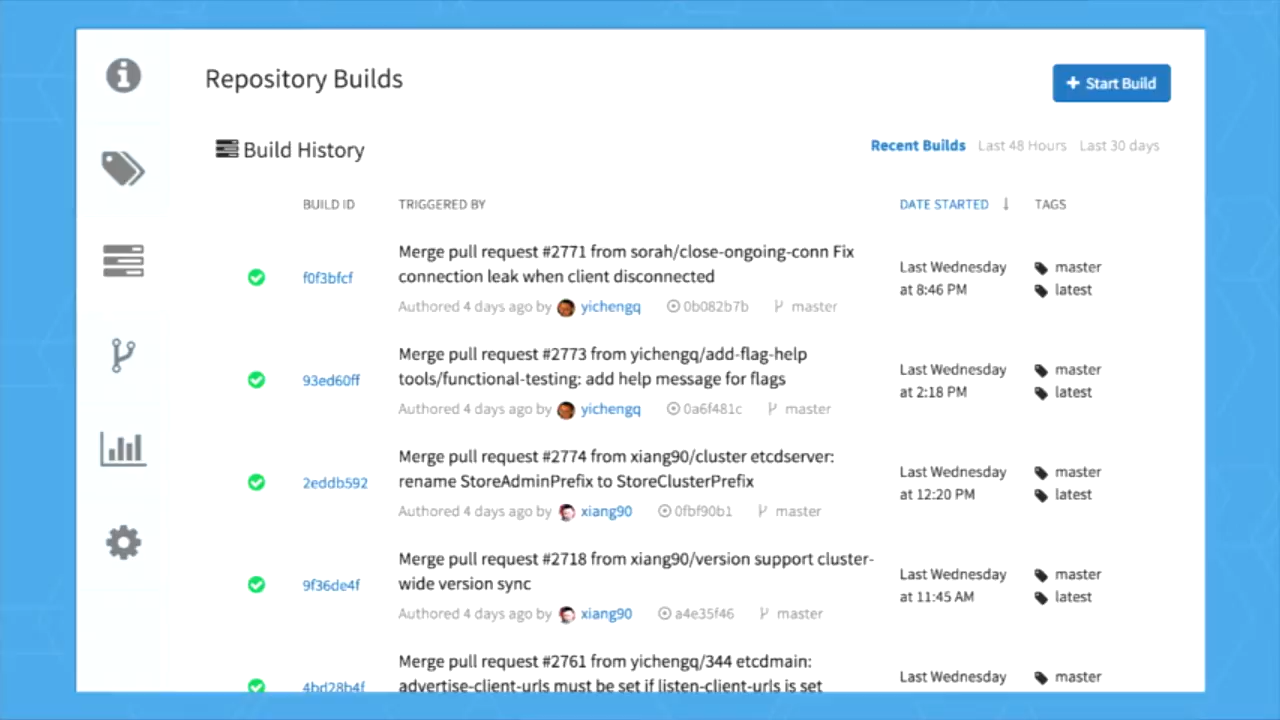 Repository Builds
+ Start Build
Build History
Recent Builds Last 48 Hours Last 30 days
BUILD ID TRIGGERED BY DATE STARTED ↓ TAGS
Merge pull request #2771 from sorah/close-ongoing-conn Fix
connection leak when client disconnected
f0f3bfcf
Authored 4 days ago by yichengq 0b082b7b master
Last Wednesday
at 8:46 PM
master
latest
Merge pull request #2773 from yichengq/add-flag-help
tools/functional-testing: add help message for flags
93ed60ff
Authored 4 days ago by yichengq 0a6f481c master
Last Wednesday
at 2:18 PM
master
latest
Merge pull request #2774 from xiang90/cluster etcdserver:
rename StoreAdminPrefix to StoreClusterPrefix
2eddb592
Authored 4 days ago by xiang90 0fbf90b1 master
Last Wednesday
at 12:20 PM
master
latest
Merge pull request #2718 from xiang90/version support cluster-
wide version sync
9f36de4f
Authored 4 days ago by xiang90 a4e35f46 master
Last Wednesday
at 11:45 AM
master
latest
Merge pull request #2761 from yichengq/344 etcdmain:
advertise-client-urls must be set if listen-client-urls is set
4bd28b4f
Last Wednesday
master